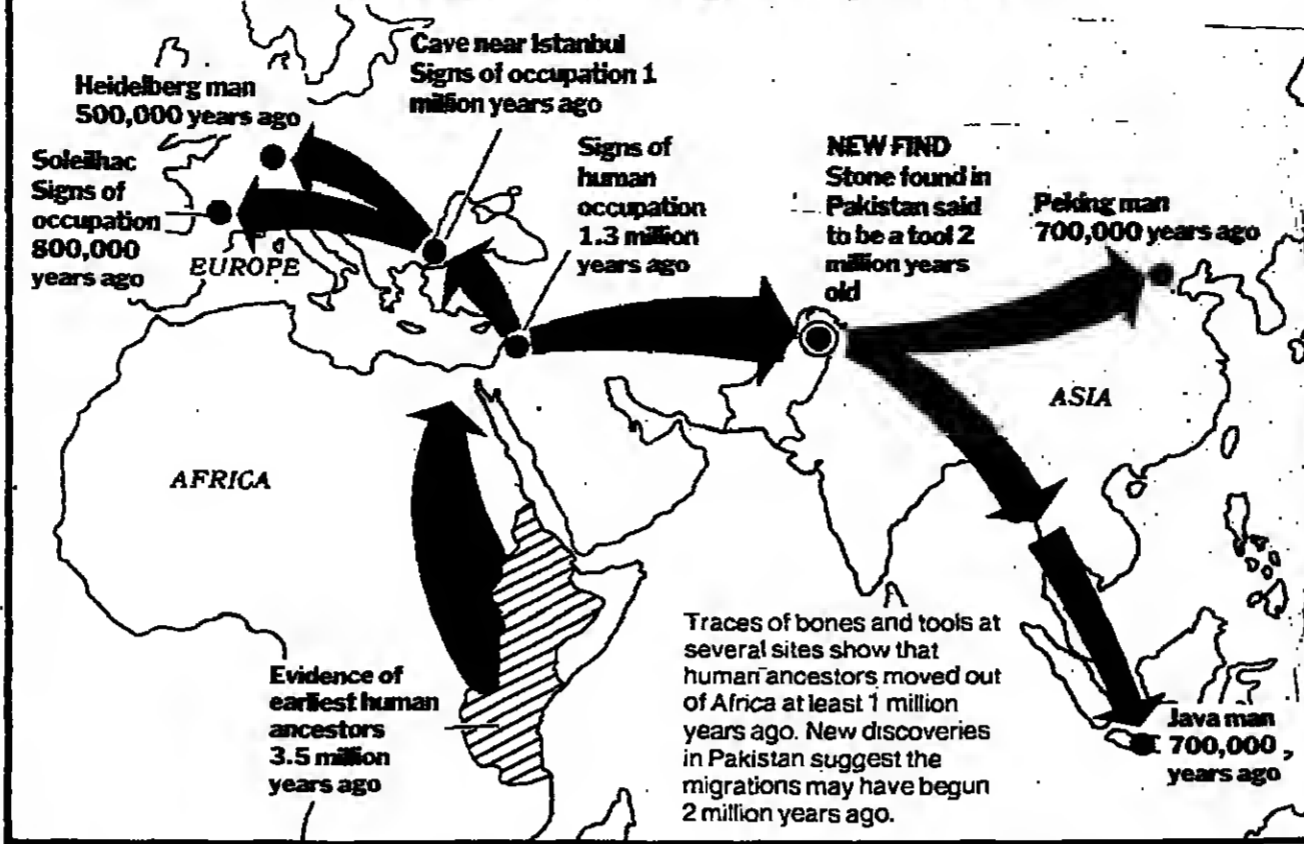 Cave near Istanbul
Signs of occupation 1
million years ago
Heidelberg man
500,000 years ago
Soleilhac
Signs of
occupation
800,000
years ago
EUROPE
Signs of
human
occupation
1.3 million
years ago
NEW FIND
Stone found in
Pakistan said
to be a tool 2
million years
old
Peking man
700,000 years ago
ASIA
AFRICA
Evidence of
earliest human
ancestors
3.5 million
years ago
Traces of bones and tools at
several sites show that
human ancestors moved out
of Africa at least 1 million
years ago. New discoveries
in Pakistan suggest the
migrations may have begun
2 million years ago.
Java man
700,000
years ago